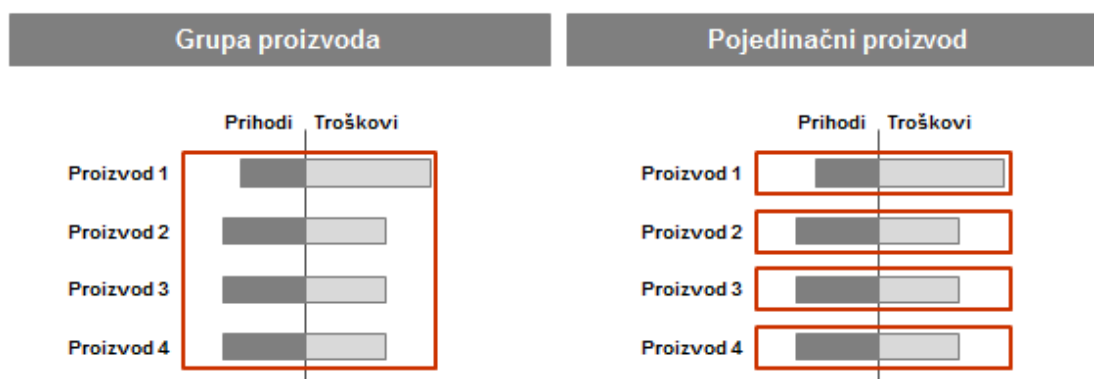 Grupa proizvoda
Prihodi Troškovi
Proizvod 1
Proizvod 2
Proizvod 3
Proizvod 4
Pojedinačni proizvod
Prihodi Troškovi
Proizvod 1
Proizvod 2
Proizvod 3
Proizvod 4